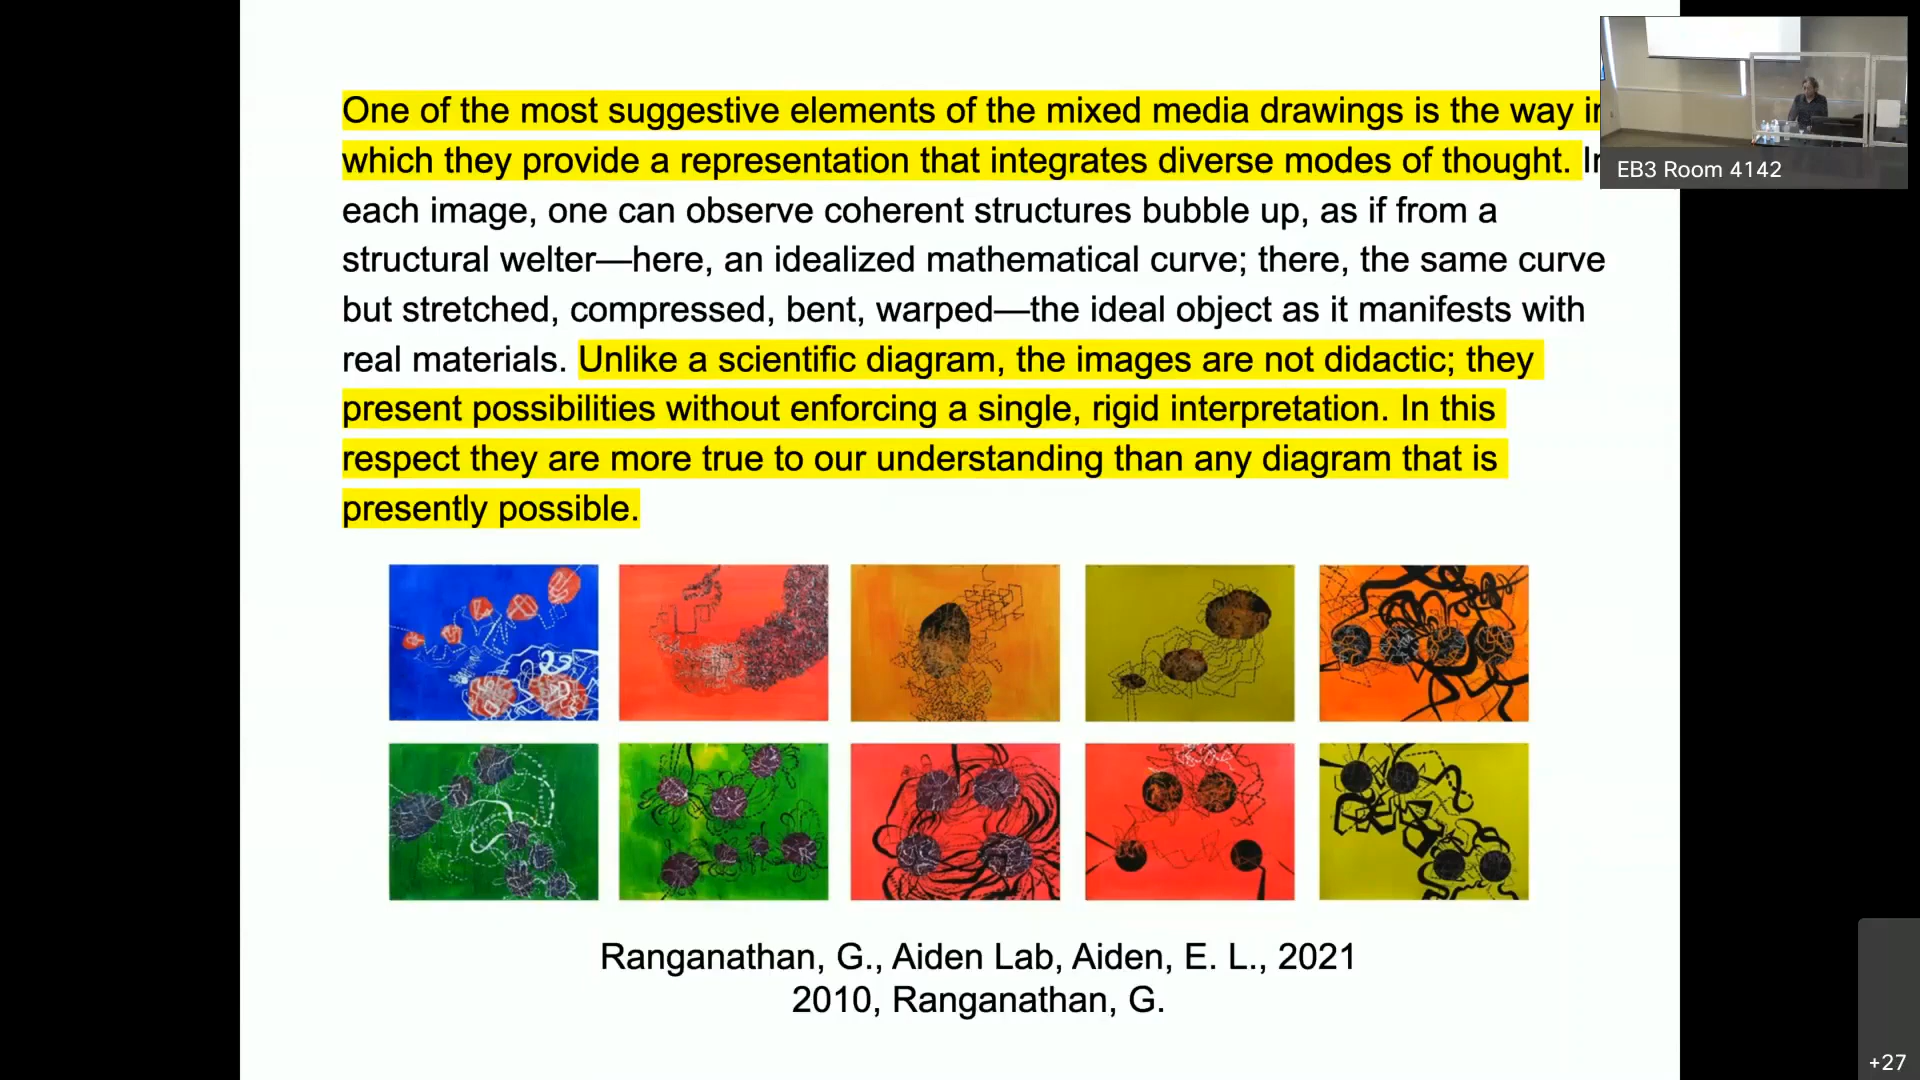 One of the most suggestive elements of the mixed media drawings is the way
which they provide a representation that integrates diverse modes of thought.
each image, one can observe coherent structures bubble up, as if from a
structural welter—here, an idealized mathematical curve; there, the same curve
but stretched, compressed, bent, warped—the ideal object as it manifests with
real materials. Unlike a scientific diagram, the images are not didactic; they
present possibilities without enforcing a single, rigid interpretation. In this
respect they are more true to our understanding than any diagram that is
presently possible.
Ranganathan, G., Aiden Lab, Aiden, E. L., 2021
2010, Ranganathan, G.
EB3 Room 4142
+27